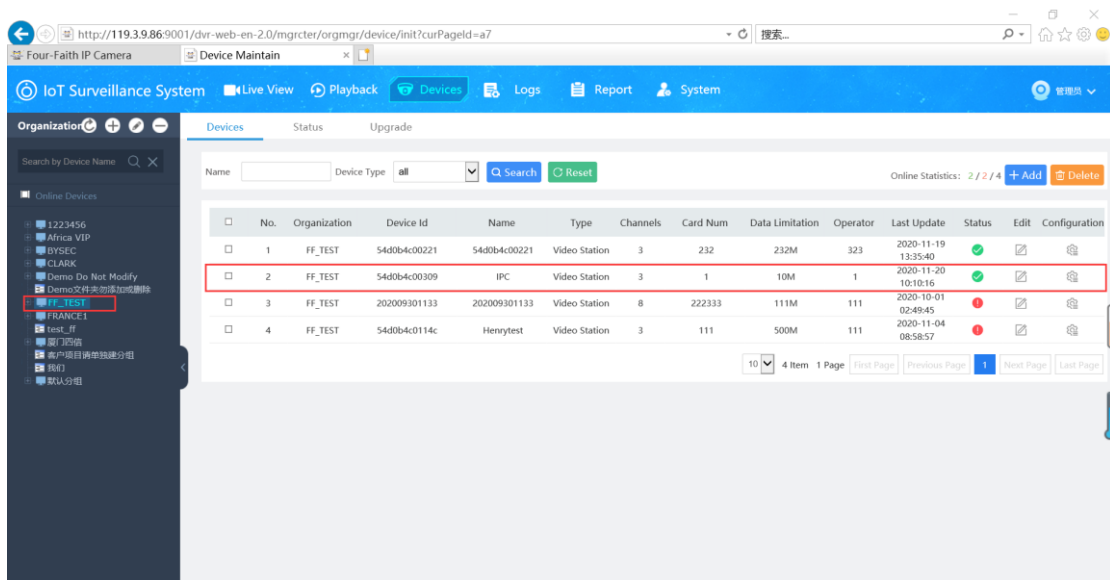 http://119.3.9.86:9001/dvr-web-en-2.0/mgrcter/orgmgr/device/init?curPageId=a7
搜索...
Four-Faith IP Camera
Device Maintain
IoT Surveillance System
Live View
Playback
Devices
Logs
Report
System
管理员
Organization
Search by Device Name
Online Devices
1223456
Africa VIP
BYSEC
CLARK
Demo Do Not Modify
Demo文件夹勿添加或删除
FF_TEST
FRANCE1
test_ff
厦门四信
客户项目请单独建分组
我们
默认分组
Devices Status Upgrade
Name Device Type all Search Reset Online Statistics: 2 / 2 / 4 Add Delete
No. Organization Device Id Name Type Channels Card Num Data Limitation Operator Last Update Status Edit Configuration
1 FF_TEST 54d0b4c00221 54d0b4c00221 Video Station 3 232 232M 323 2020-11-19 13:35:40
2 FF_TEST 54d0b4c00309 IPC Video Station 3 1 10M 1 2020-11-20 10:10:16
3 FF_TEST 202009301133 202009301133 Video Station 8 222333 111M 111 2020-10-01 02:49:45
4 FF_TEST 54d0b4c0114c Henrytest Video Station 3 111 500M 111 2020-11-04 08:58:57
10 4 Item 1 Page First Page Previous Page 1 Next Page Last Page